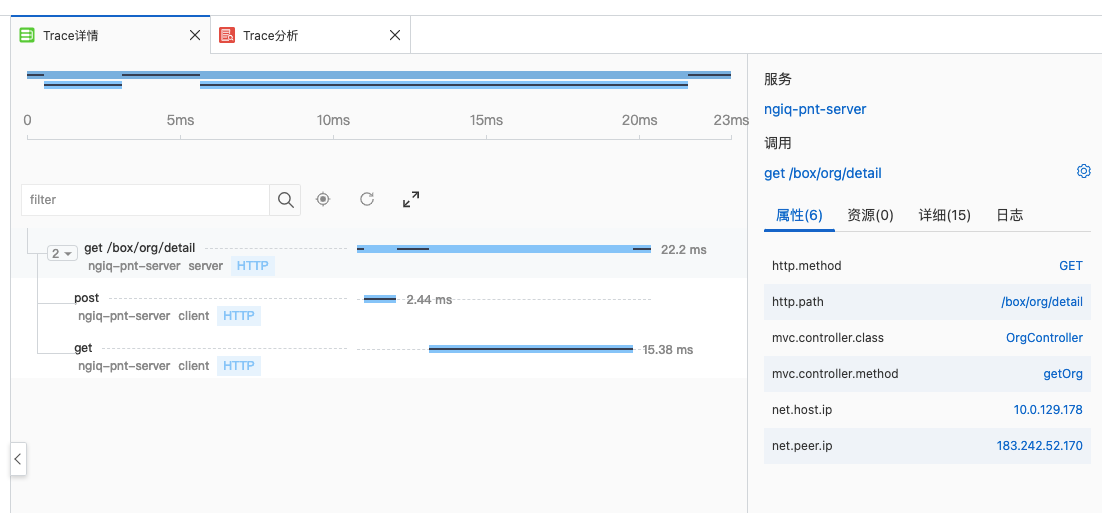 Trace详情
Trace分析
0 5ms 10ms 15ms 20ms 23ms
filter
2 get /box/org/detail 22.2 ms
ngiq-pnt-server server HTTP
post 2.44 ms
ngiq-pnt-server client HTTP
get 15.38 ms
ngiq-pnt-server client HTTP
服务
ngiq-pnt-server
调用
get /box/org/detail
属性(6) 资源(0) 详细(15) 日志
http.method GET
http.path /box/org/detail
mvc.controller.class OrgController
mvc.controller.method getOrg
net.host.ip 10.0.129.178
net.peer.ip 183.242.52.170